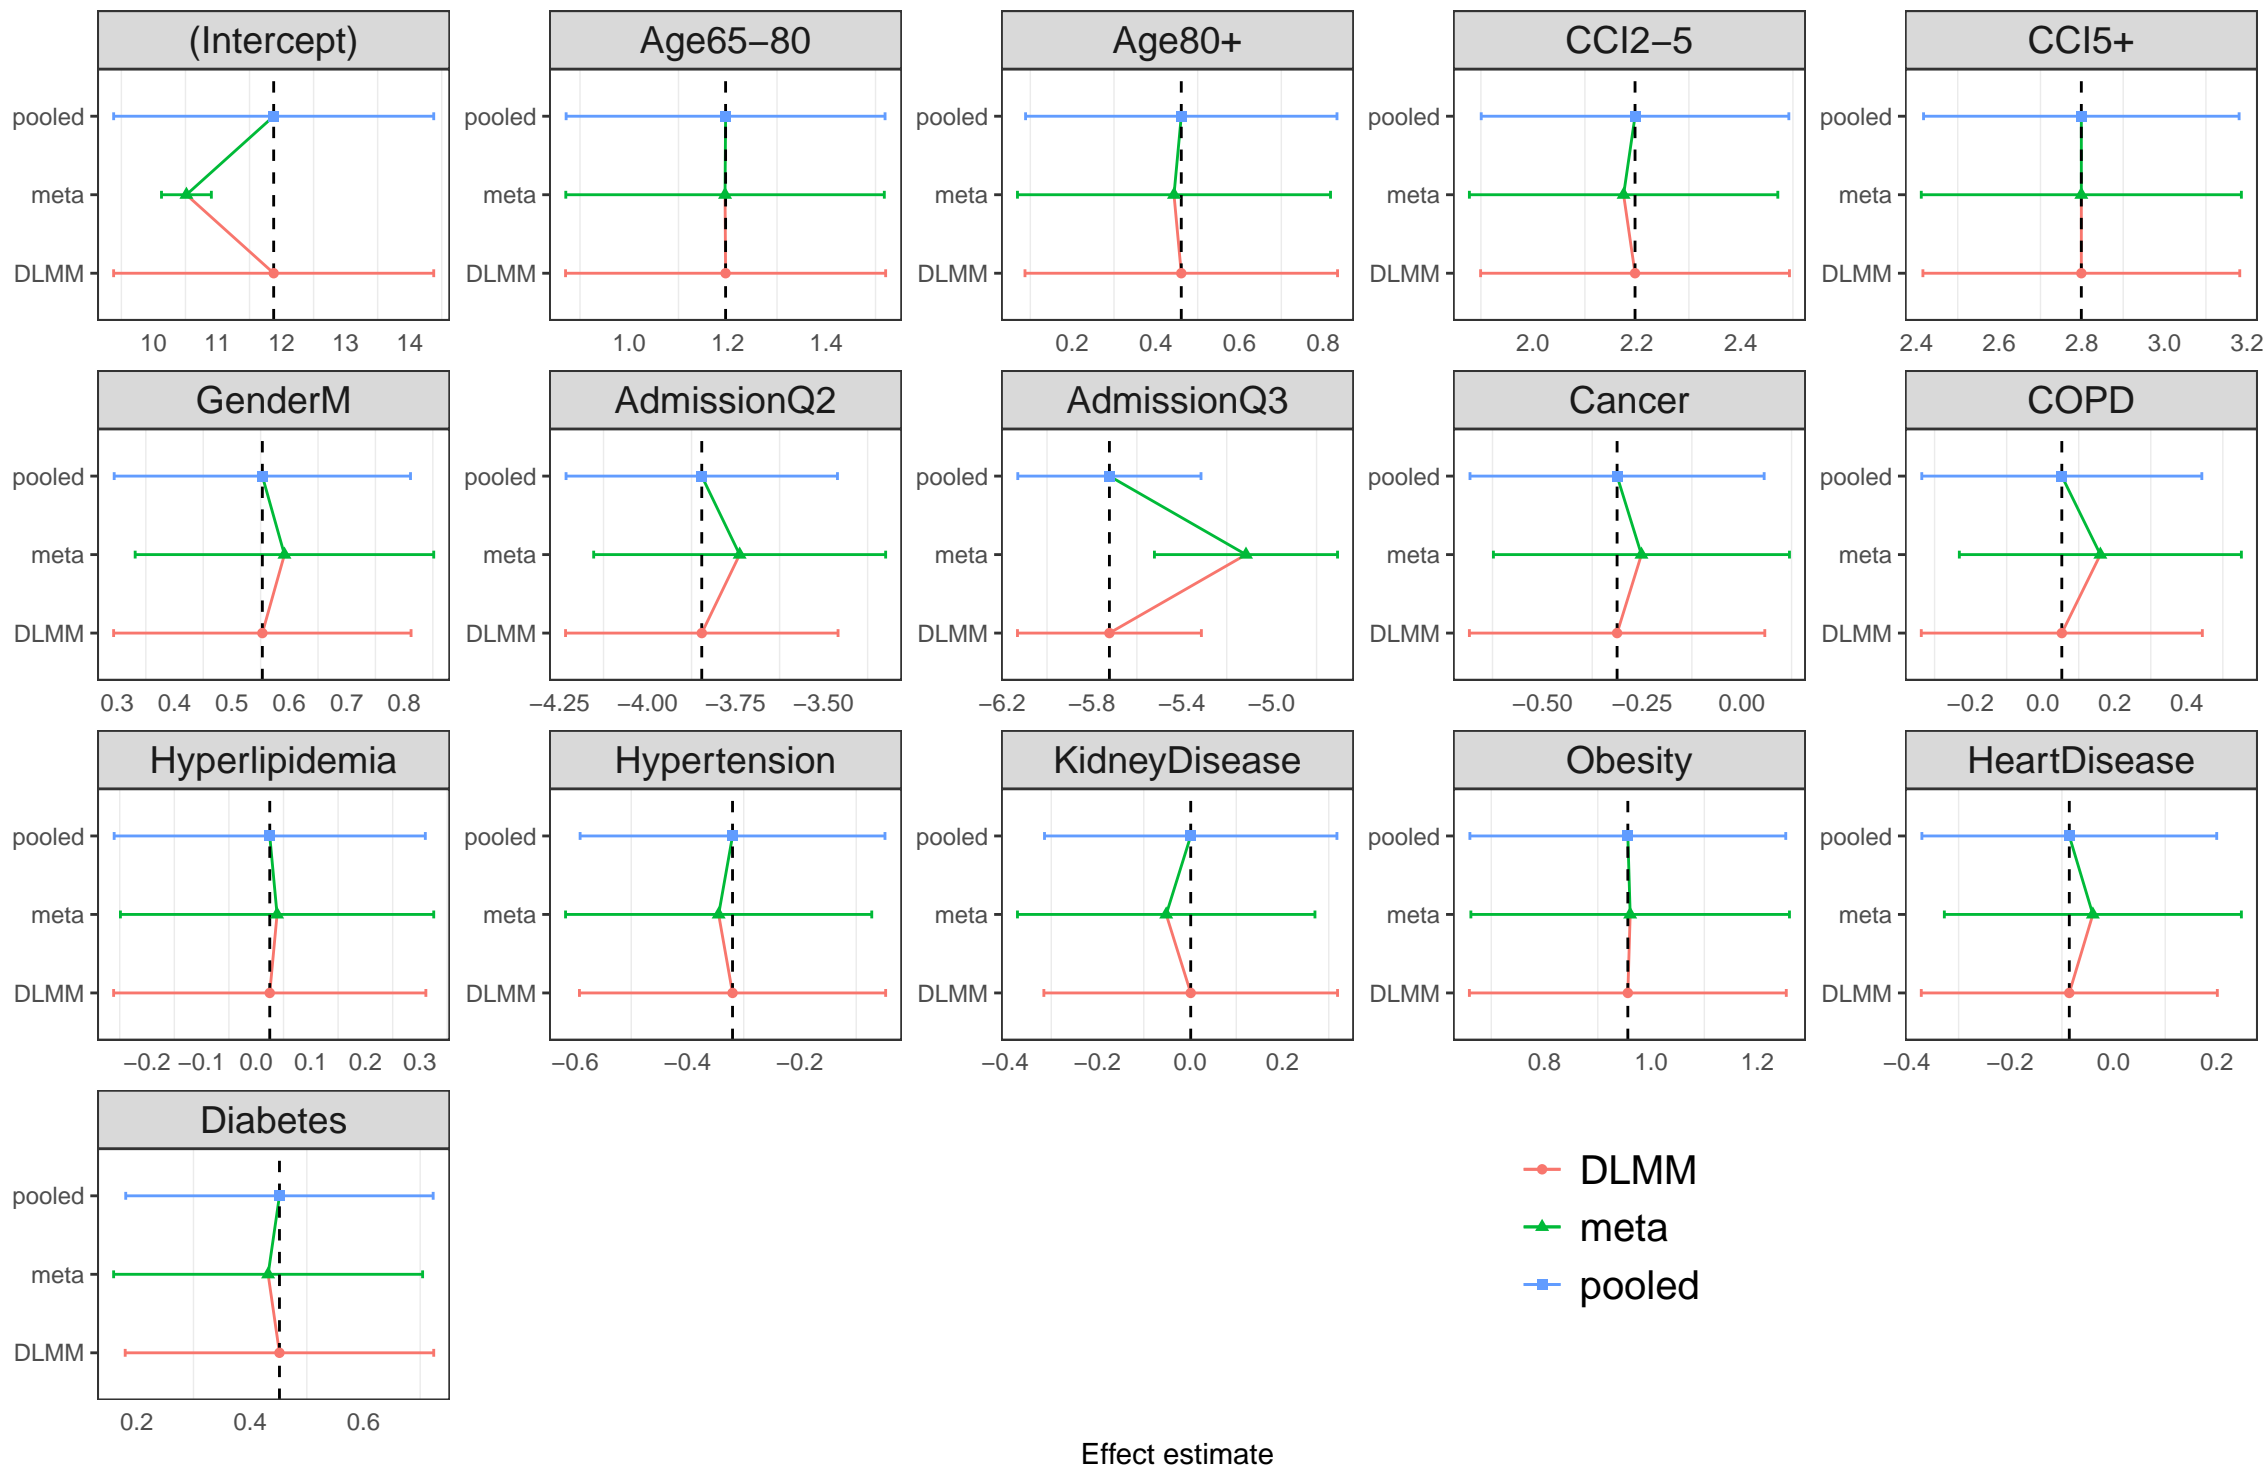 (Intercept) Age65−80 Age80+ CCI2−5 CCI5+
pooled pooled pooled pooled pooled
meta meta meta meta meta
DLMM DLMM DLMM DLMM DLMM
10 11 12 13 14 1.0 1.2 1.4 0.2 0.4 0.6 0.8 2.0 2.2 2.4 2.4 2.6 2.8 3.0 3.2
GenderM AdmissionQ2 AdmissionQ3 Cancer COPD
pooled pooled pooled pooled pooled
meta meta meta meta meta
DLMM DLMM DLMM DLMM DLMM
0.3 0.4 0.5 0.6 0.7 0.8 −4.25 −4.00 −3.75 −3.50 −6.2 −5.8 −5.4 −5.0 −0.50 −0.25 0.00 −0.2 0.0 0.2 0.4
Hyperlipidemia Hypertension KidneyDisease Obesity HeartDisease
pooled pooled pooled pooled pooled
meta meta meta meta meta
DLMM DLMM DLMM DLMM DLMM
−0.2 −0.1 0.0 0.1 0.2 0.3 −0.6 −0.4 −0.2 −0.4 −0.2 0.0 0.2 0.8 1.0 1.2 −0.4 −0.2 0.0 0.2
Diabetes
pooled
meta
DLMM
0.2 0.4 0.6
DLMM
meta
pooled
Effect estimate